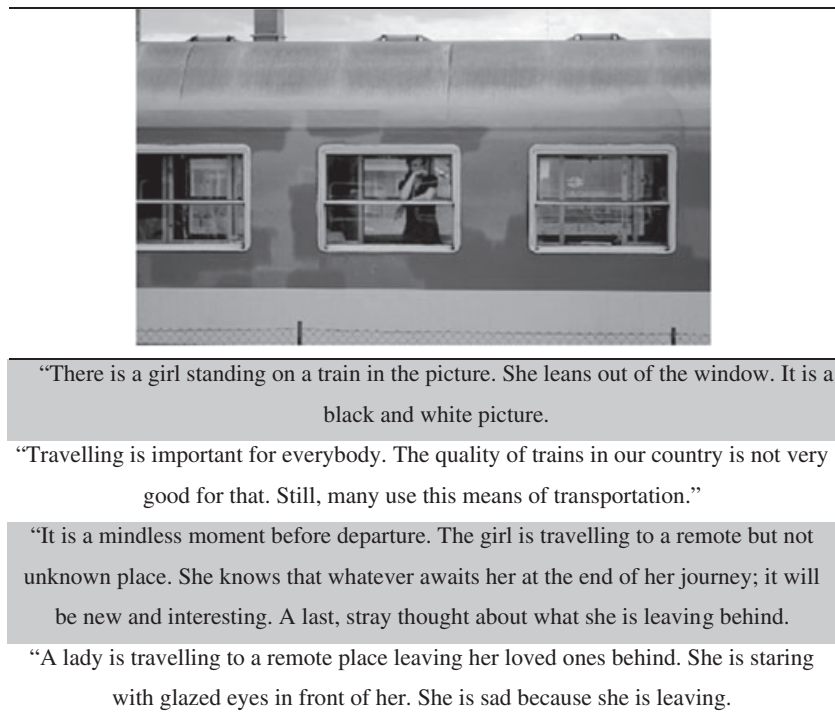 “There is a girl standing on a train in the picture. She leans out of the window. It is a
black and white picture.
“Travelling is important for everybody. The quality of trains in our country is not very
good for that. Still, many use this means of transportation.”
“It is a mindless moment before departure. The girl is travelling to a remote but not
unknown place. She knows that whatever awaits her at the end of her journey; it will
be new and interesting. A last, stray thought about what she is leaving behind.
“A lady is travelling to a remote place leaving her loved ones behind. She is staring
with glazed eyes in front of her. She is sad because she is leaving.